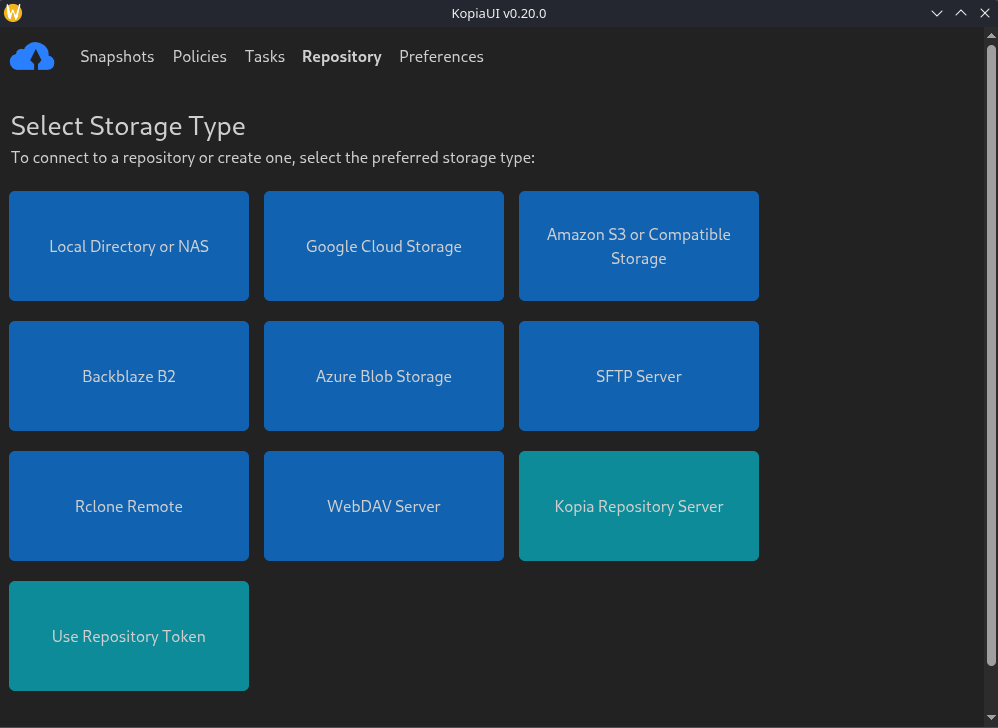 KopiaUI v0.20.0
Snapshots Policies Tasks Repository Preferences
Select Storage Type
To connect to a repository or create one, select the preferred storage type:
Local Directory or NAS
Google Cloud Storage
Amazon S3 or Compatible
Storage
Backblaze B2
Azure Blob Storage
SFTP Server
Rclone Remote
WebDAV Server
Kopia Repository Server
Use Repository Token